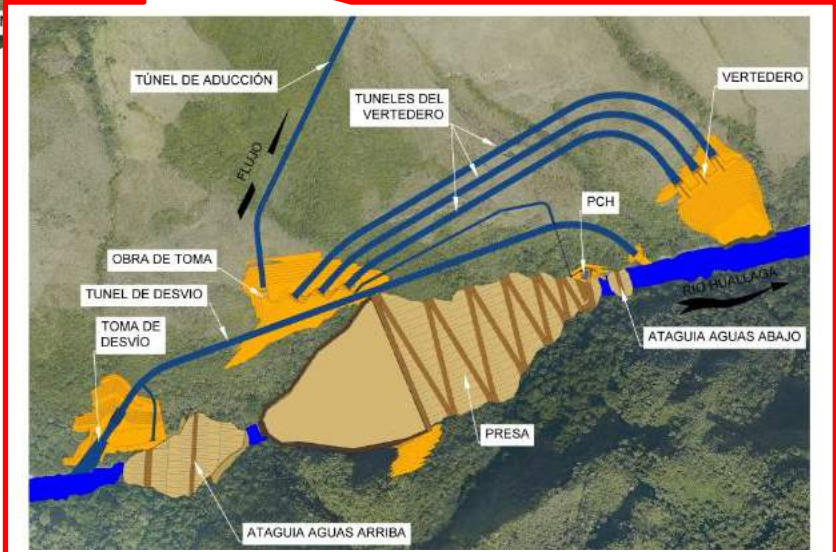 TÚNEL DE ADUCCIÓN
TUNELES DEL
VERTEDERO
VERTEDERO
FLUJO
PCH
OBRA DE TOMA
TUNEL DE DESVIO
TOMA DE
DESVÍO
RIO HUALLAGA
ATAGUIA AGUAS ABAJO
PRESA
ATAGUIA AGUAS ARRIBA